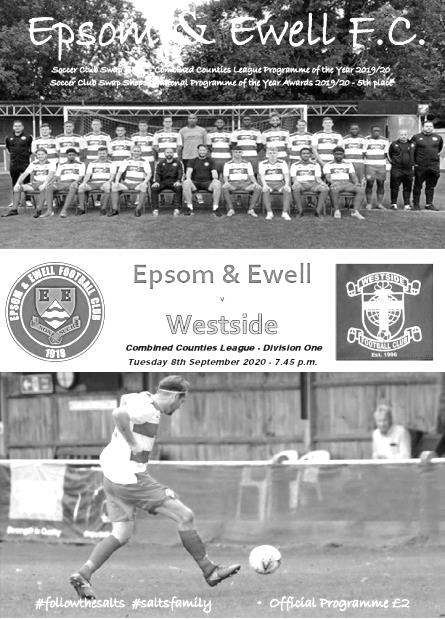 Epsom & Ewell F.C.
Soccer Club Swap Shop - Combined Counties League Programme of the Year 2019/20
Soccer Club Swap Shop - National Programme of the Year Awards 2019/20 - 5th place
EPSOM & EWELL FOOTBALL CLUB
E E
1918
Epsom & Ewell
v
Westside
Combined Counties League - Division One
Tuesday 8th September 2020 - 7.45 p.m.
WESTSIDE
FOOTBALL CLUB
Est. 1996
Strength & Quality
#followthesalts #saltsfamily
• Official Programme £2